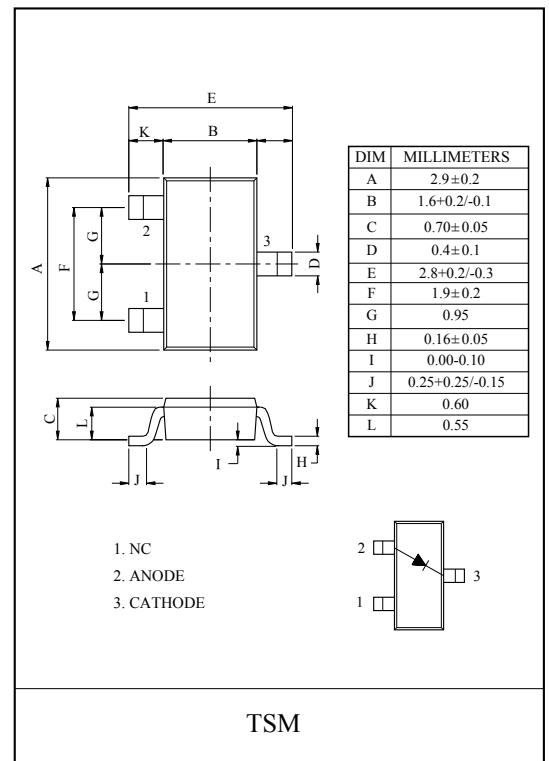 E
K B
A F G G
2
1
3
D
DIM MILLIMETERS
A 2.9±0.2
B 1.6+0.2/-0.1
C 0.70±0.05
D 0.4±0.1
E 2.8+0.2/-0.3
F 1.9±0.2
G 0.95
H 0.16±0.05
I 0.00-0.10
J 0.25+0.25/-0.15
K 0.60
L 0.55
C L
J I H J
1. NC
2. ANODE
3. CATHODE
2
3
1
TSM